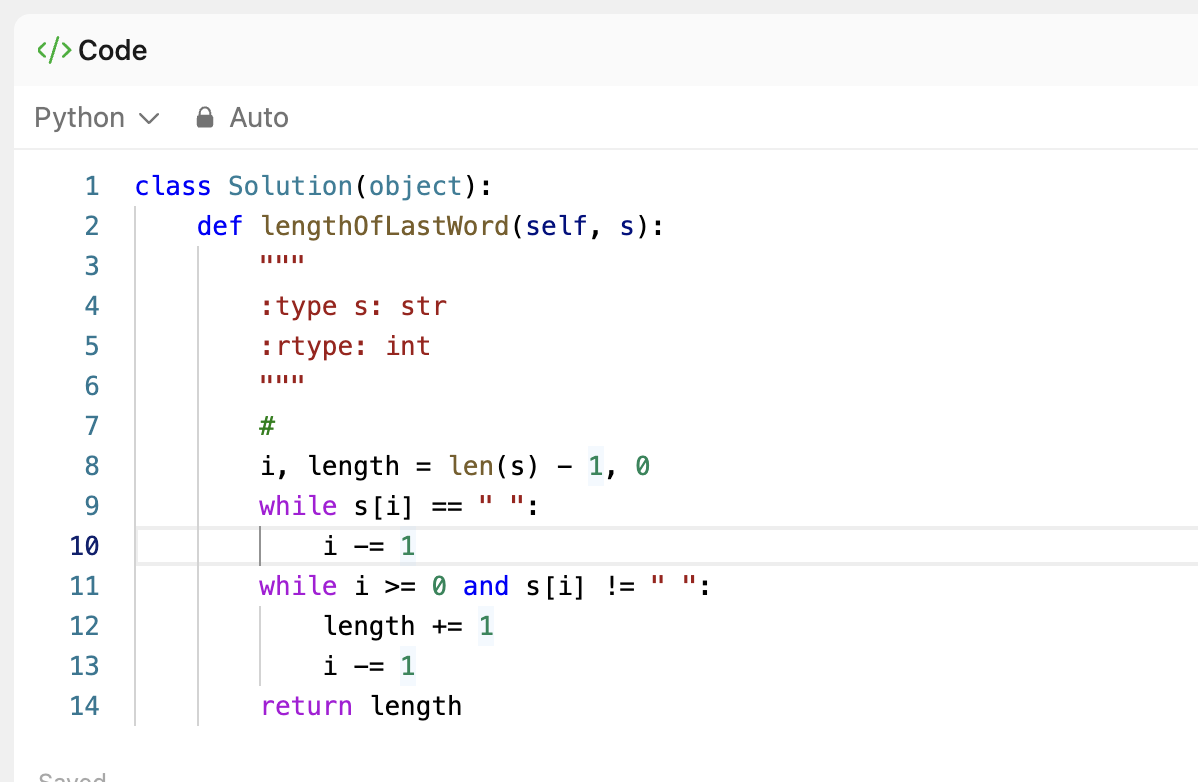 </> Code
Python Auto
1 class Solution(object):
2     def lengthOfLastWord(self, s):
3         """
4         :type s: str
5         :rtype: int
6         """
7         #
8         i, length = len(s) - 1, 0
9         while s[i] == " ":
10             i -= 1
11         while i >= 0 and s[i] != " ":
12             length += 1
13             i -= 1
14         return length
Saved